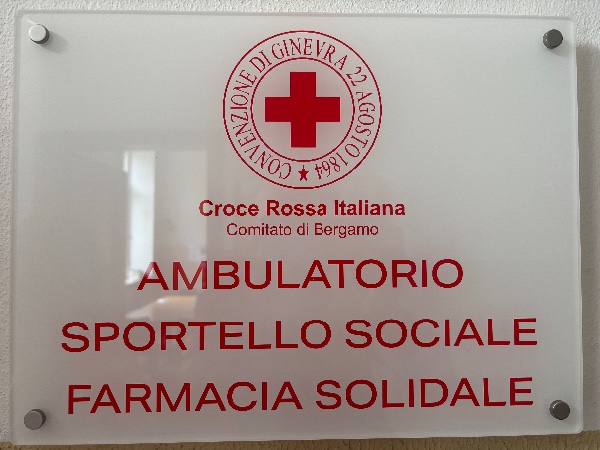 CONVENZIONE DI GINEVRA 22 AGOSTO 1864
Croce Rossa Italiana
Comitato di Bergamo
AMBULATORIO
SPORTELLO SOCIALE
FARMACIA SOLIDALE